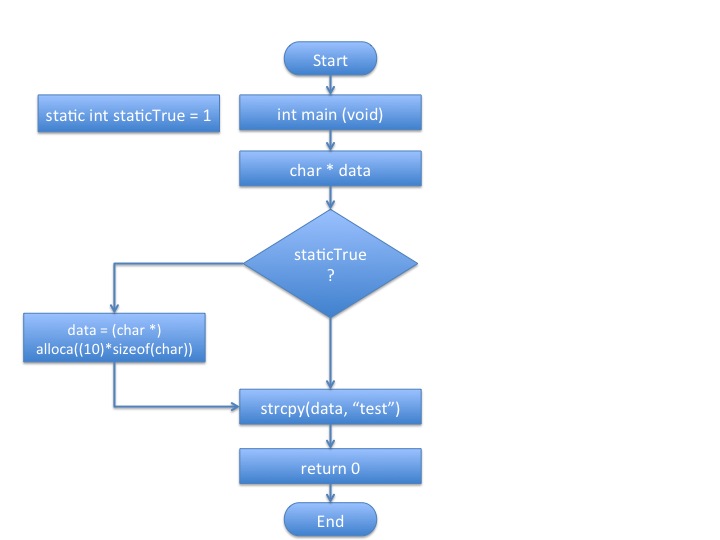 Start
static int staticTrue = 1
int main (void)
char * data
staticTrue
?
data = (char *)
alloca((10)*sizeof(char))
strcpy(data, “test”)
return 0
End